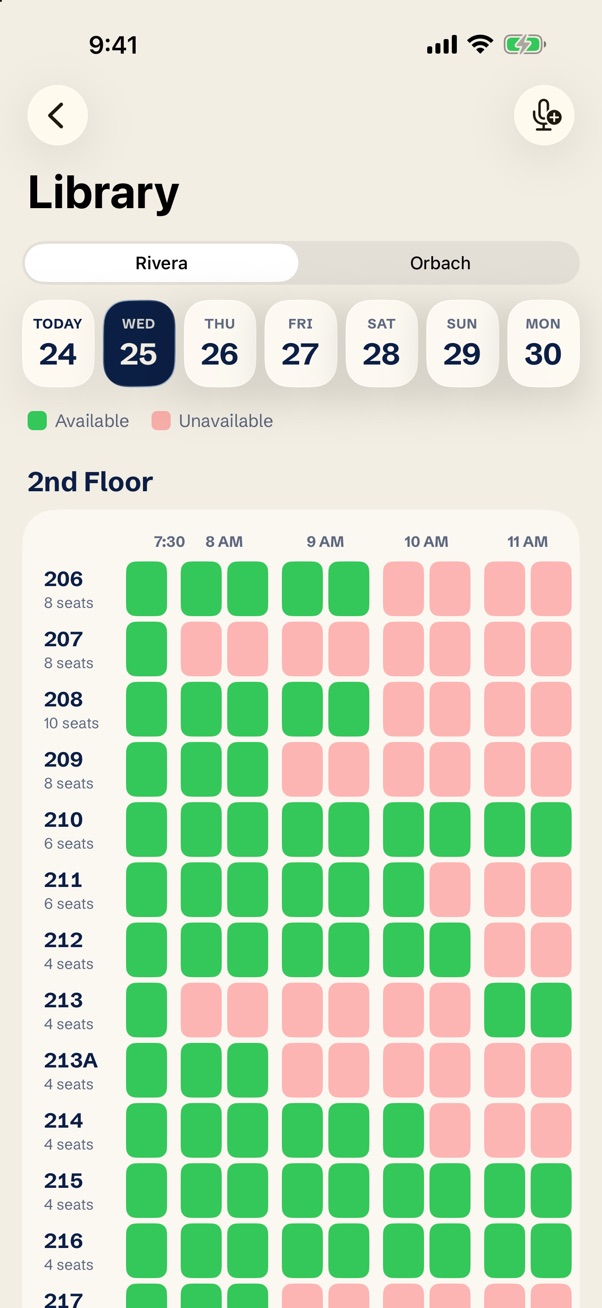 9:41
Library
Rivera Orbach
TODAY WED THU FRI SAT SUN MON
24 25 26 27 28 29 30
Available Unavailable
2nd Floor
7:30 8 AM 9 AM 10 AM 11 AM
206
8 seats
207
8 seats
208
10 seats
209
8 seats
210
6 seats
211
6 seats
212
4 seats
213
4 seats
213A
4 seats
214
4 seats
215
4 seats
216
4 seats
217